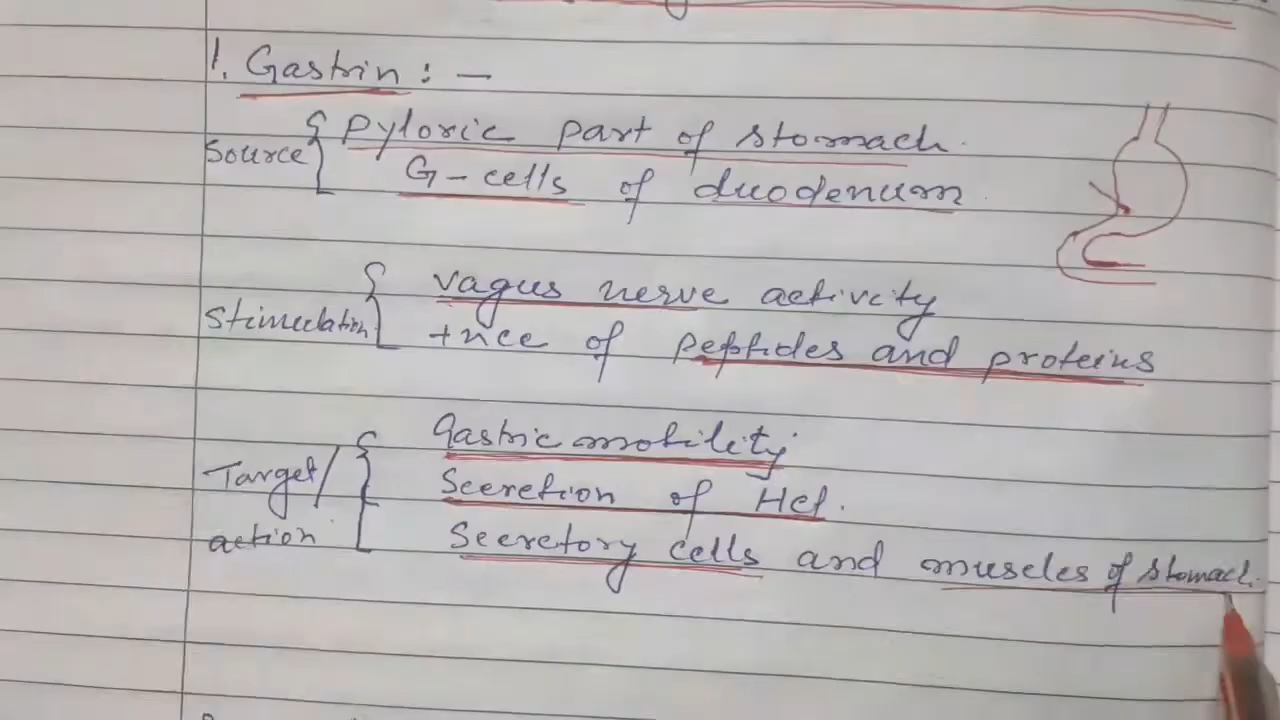 1. Gastrin : —
Source { Pyloric part of stomach.
G-cells of duodenum.
Stimulation { vagus nerve activity
+nce of peptides and proteins
Target/action { Gastric mobility
Secretion of Hcl.
Secretory cells and muscles of stomach.